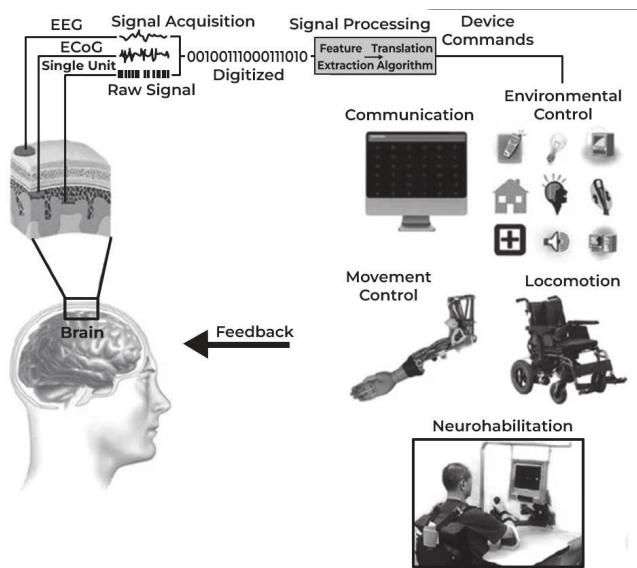 EEG
ECoG
Single Unit
Signal Acquisition
Raw Signal
00100111000111010
Digitized
Signal Processing
Feature Translation
Extraction Algorithm
Device
Commands
Communication
Environmental
Control
Movement
Control
Locomotion
Brain
Feedback
Neurohabilitation